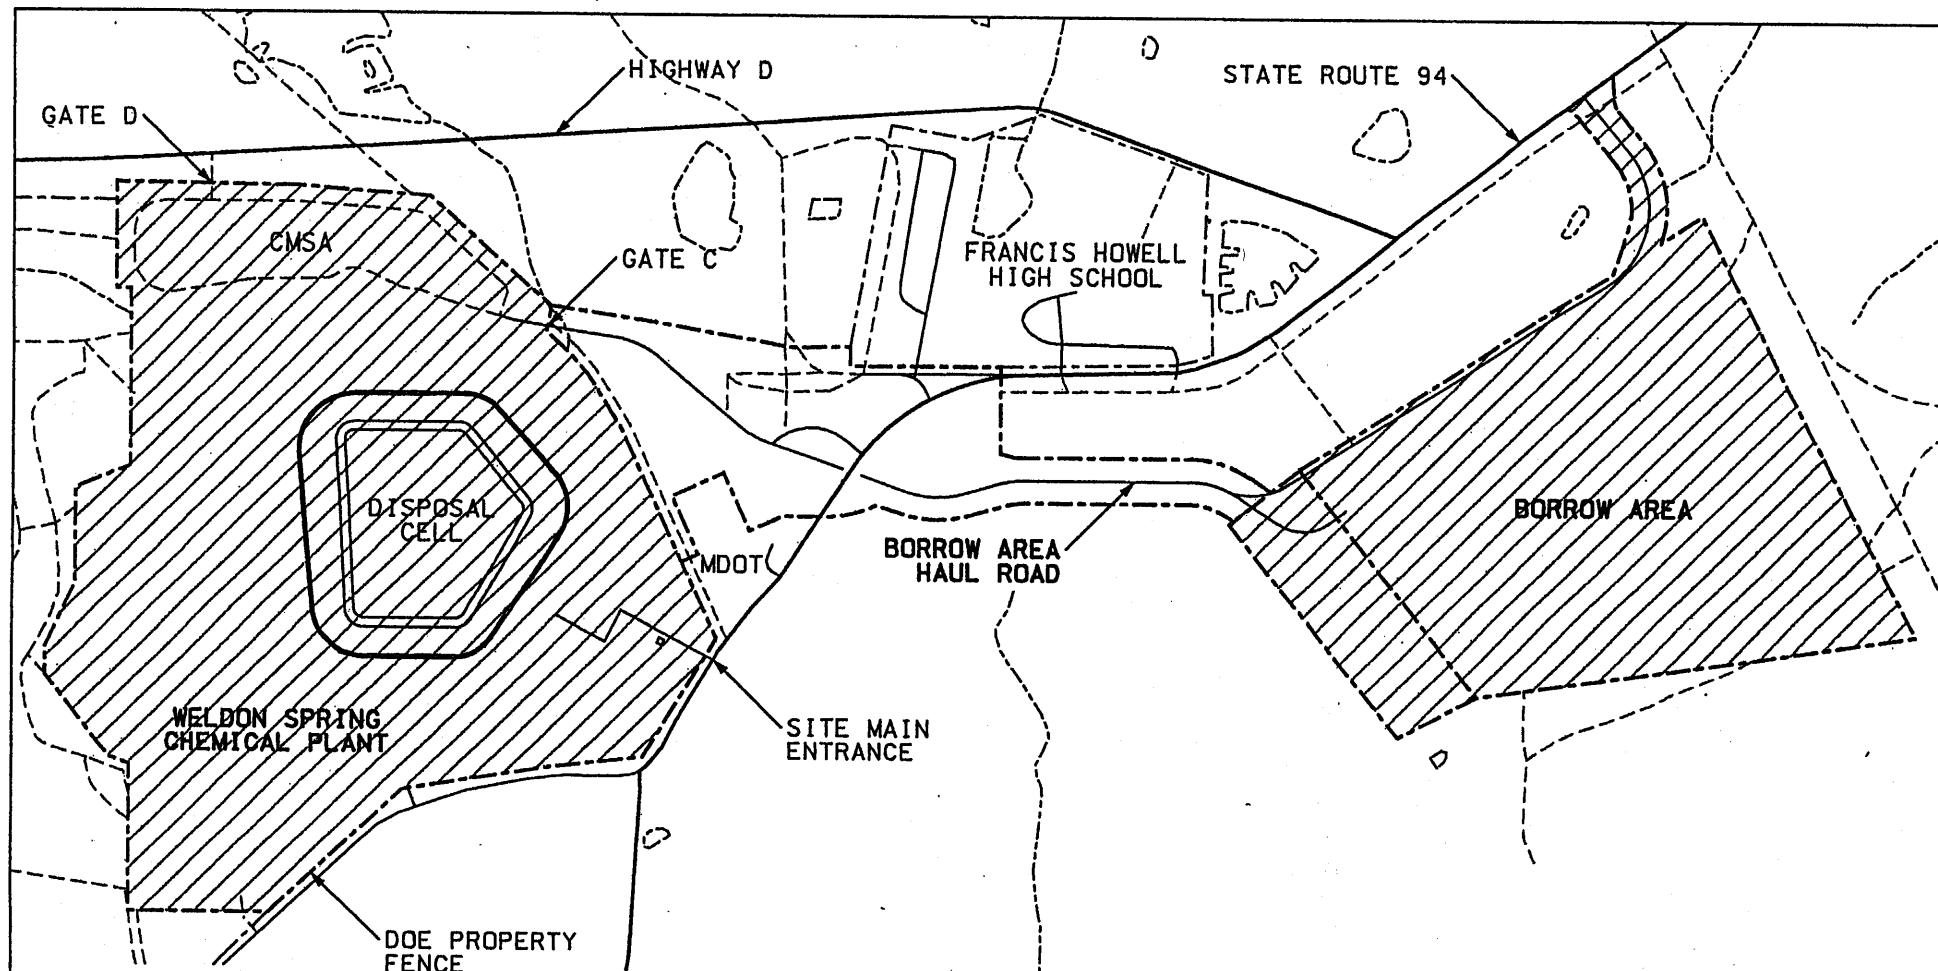 HIGHWAY D
STATE ROUTE 94
GATE D
CMSA
GATE C
FRANCIS HOWELL
HIGH SCHOOL
DISPOSAL
CELL
BORROW AREA
BORROW AREA
HAUL ROAD
MDOT
WELDON SPRING
CHEMICAL PLANT
SITE MAIN
ENTRANCE
DOE PROPERTY
FENCE